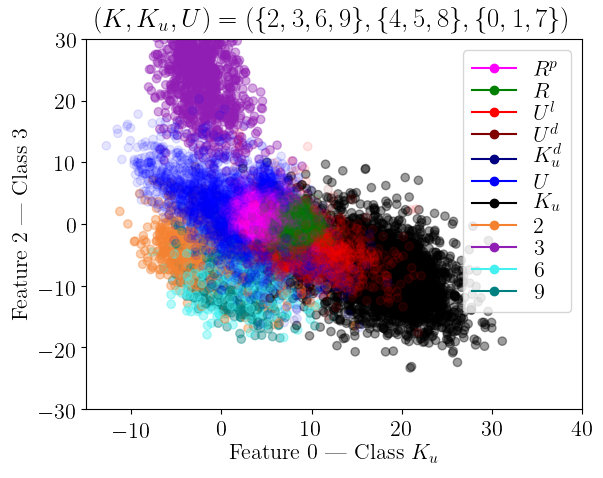 (K, K_u, U) = ({2, 3, 6, 9}, {4, 5, 8}, {0, 1, 7})
30
20
10
0
−10
−20
−30
Feature 2 — Class 3
R^p
R
U^l
U^d
K_u^d
U
K_u
2
3
6
9
−10 0 10 20 30 40
Feature 0 — Class K_u